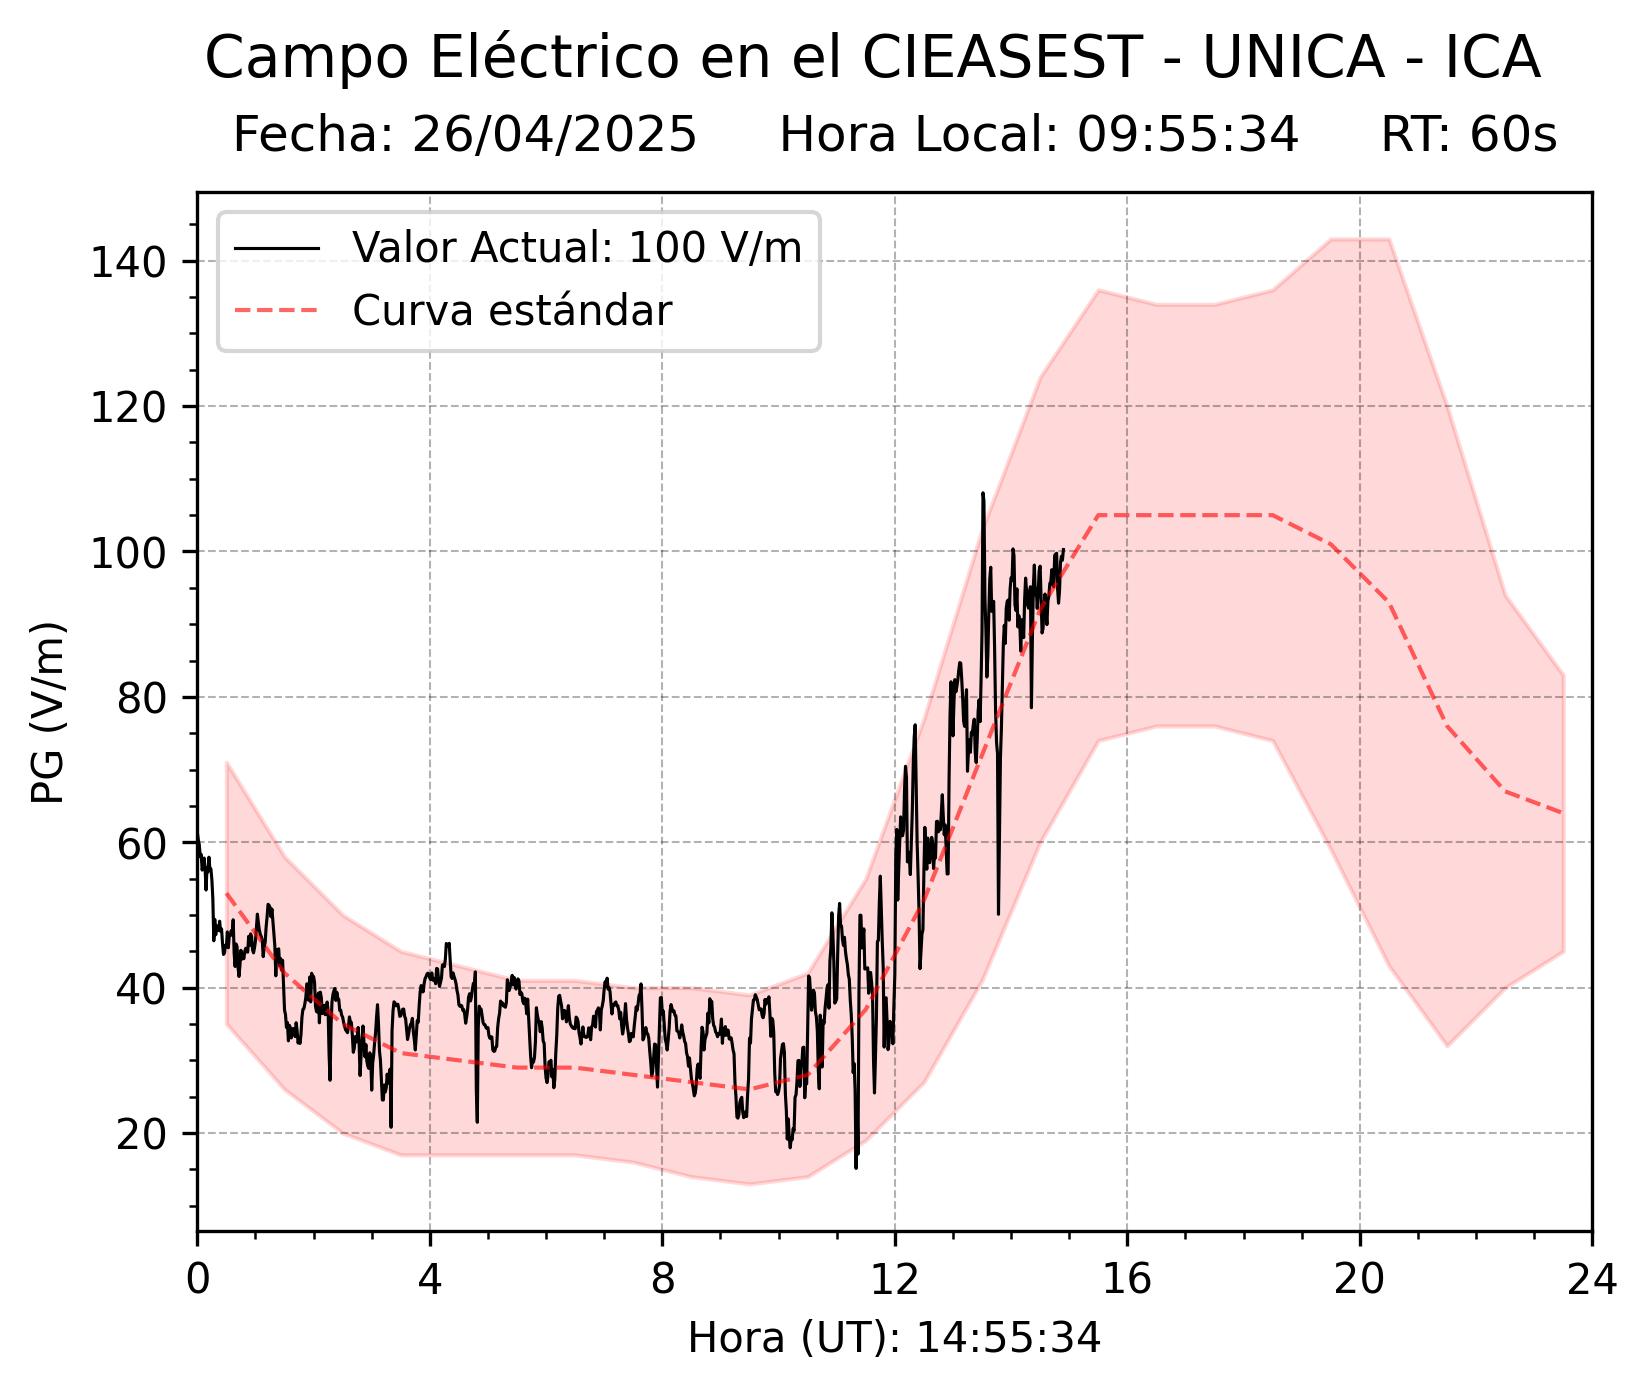 Campo Eléctrico en el CIEASEST - UNICA - ICA
Fecha: 26/04/2025 Hora Local: 09:55:34 RT: 60s
Valor Actual: 100 V/m
Curva estándar
140
120
100
80
60
40
20
PG (V/m)
0 4 8 12 16 20 24
Hora (UT): 14:55:34